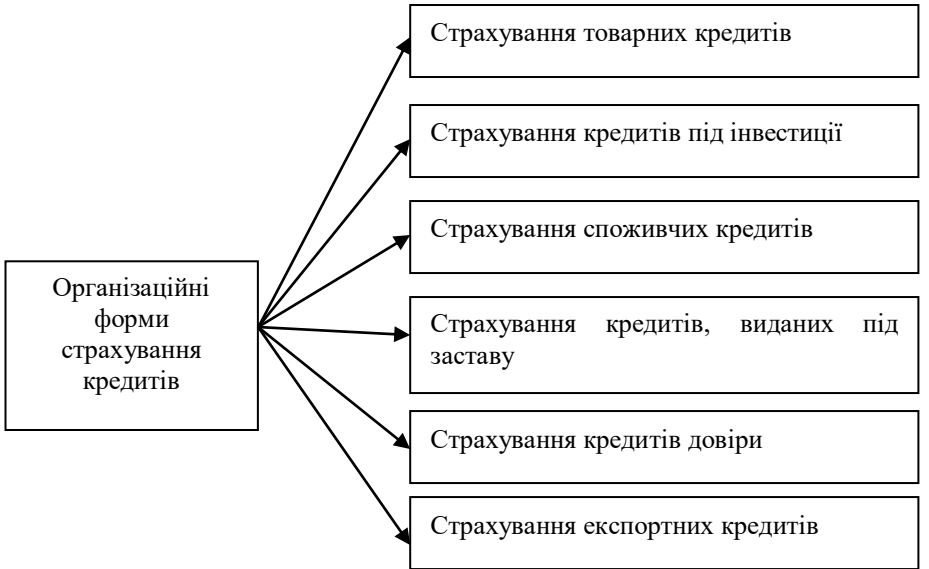 Страхування товарних кредитів
Страхування кредитів під інвестиції
Страхування споживчих кредитів
Організаційні
форми
страхування
кредитів
Страхування кредитів, виданих під
заставу
Страхування кредитів довіри
Страхування експортних кредитів